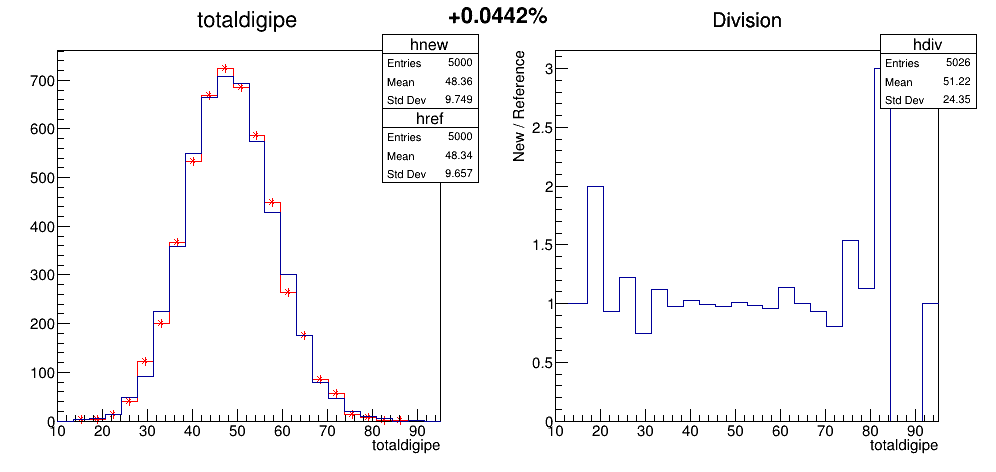 +0.0442%
totaldigipe
hnew
Entries 5000
Mean 48.36
Std Dev 9.749
href
Entries 5000
Mean 48.34
Std Dev 9.657
700
600
500
400
300
200
100
0
10 20 30 40 50 60 70 80 90
totaldigipe
Division
hdiv
Entries 5026
Mean 51.22
Std Dev 24.35
New / Reference
3
2.5
2
1.5
1
0.5
0
10 20 30 40 50 60 70 80 90
totaldigipe